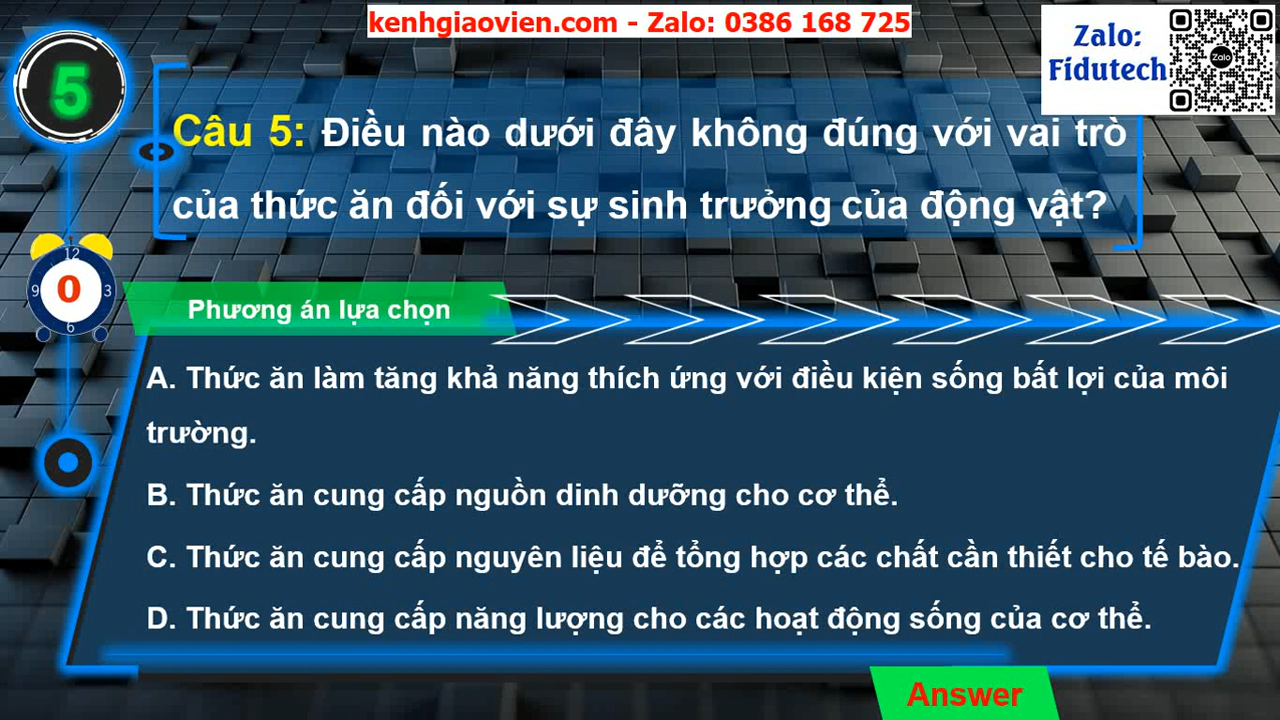 kenhgiaovien.com - Zalo: 0386 168 725
Zalo:
Fidutech
Zalo
5
Câu 5: Điều nào dưới đây không đúng với vai trò
của thức ăn đối với sự sinh trưởng của động vật?
12
9 0 3
6
Phương án lựa chọn
A. Thức ăn làm tăng khả năng thích ứng với điều kiện sống bất lợi của môi
trường.
B. Thức ăn cung cấp nguồn dinh dưỡng cho cơ thể.
C. Thức ăn cung cấp nguyên liệu để tổng hợp các chất cần thiết cho tế bào.
D. Thức ăn cung cấp năng lượng cho các hoạt động sống của cơ thể.
Answer